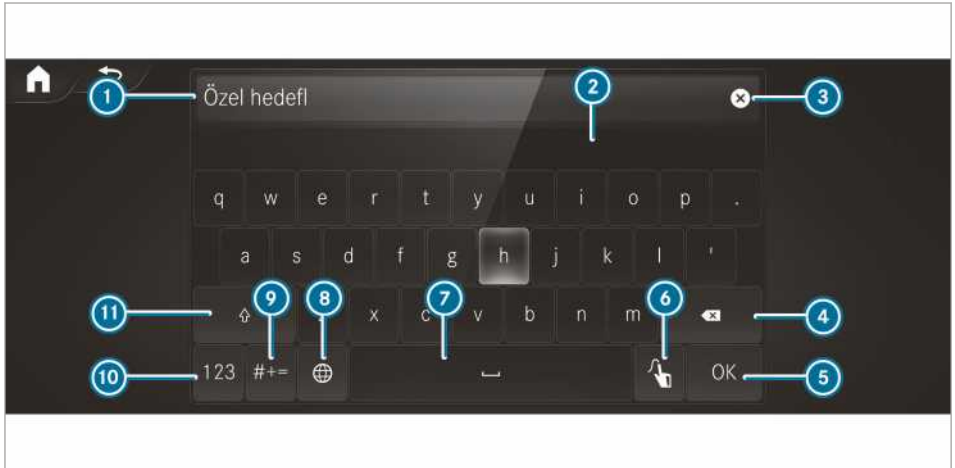 1 Özel hedefl 2 3
q w e r t y u i o p .
a s d f g h j k l '
11 9 8 x c 7 v b n m 6 4
10 123 #+= OK 5